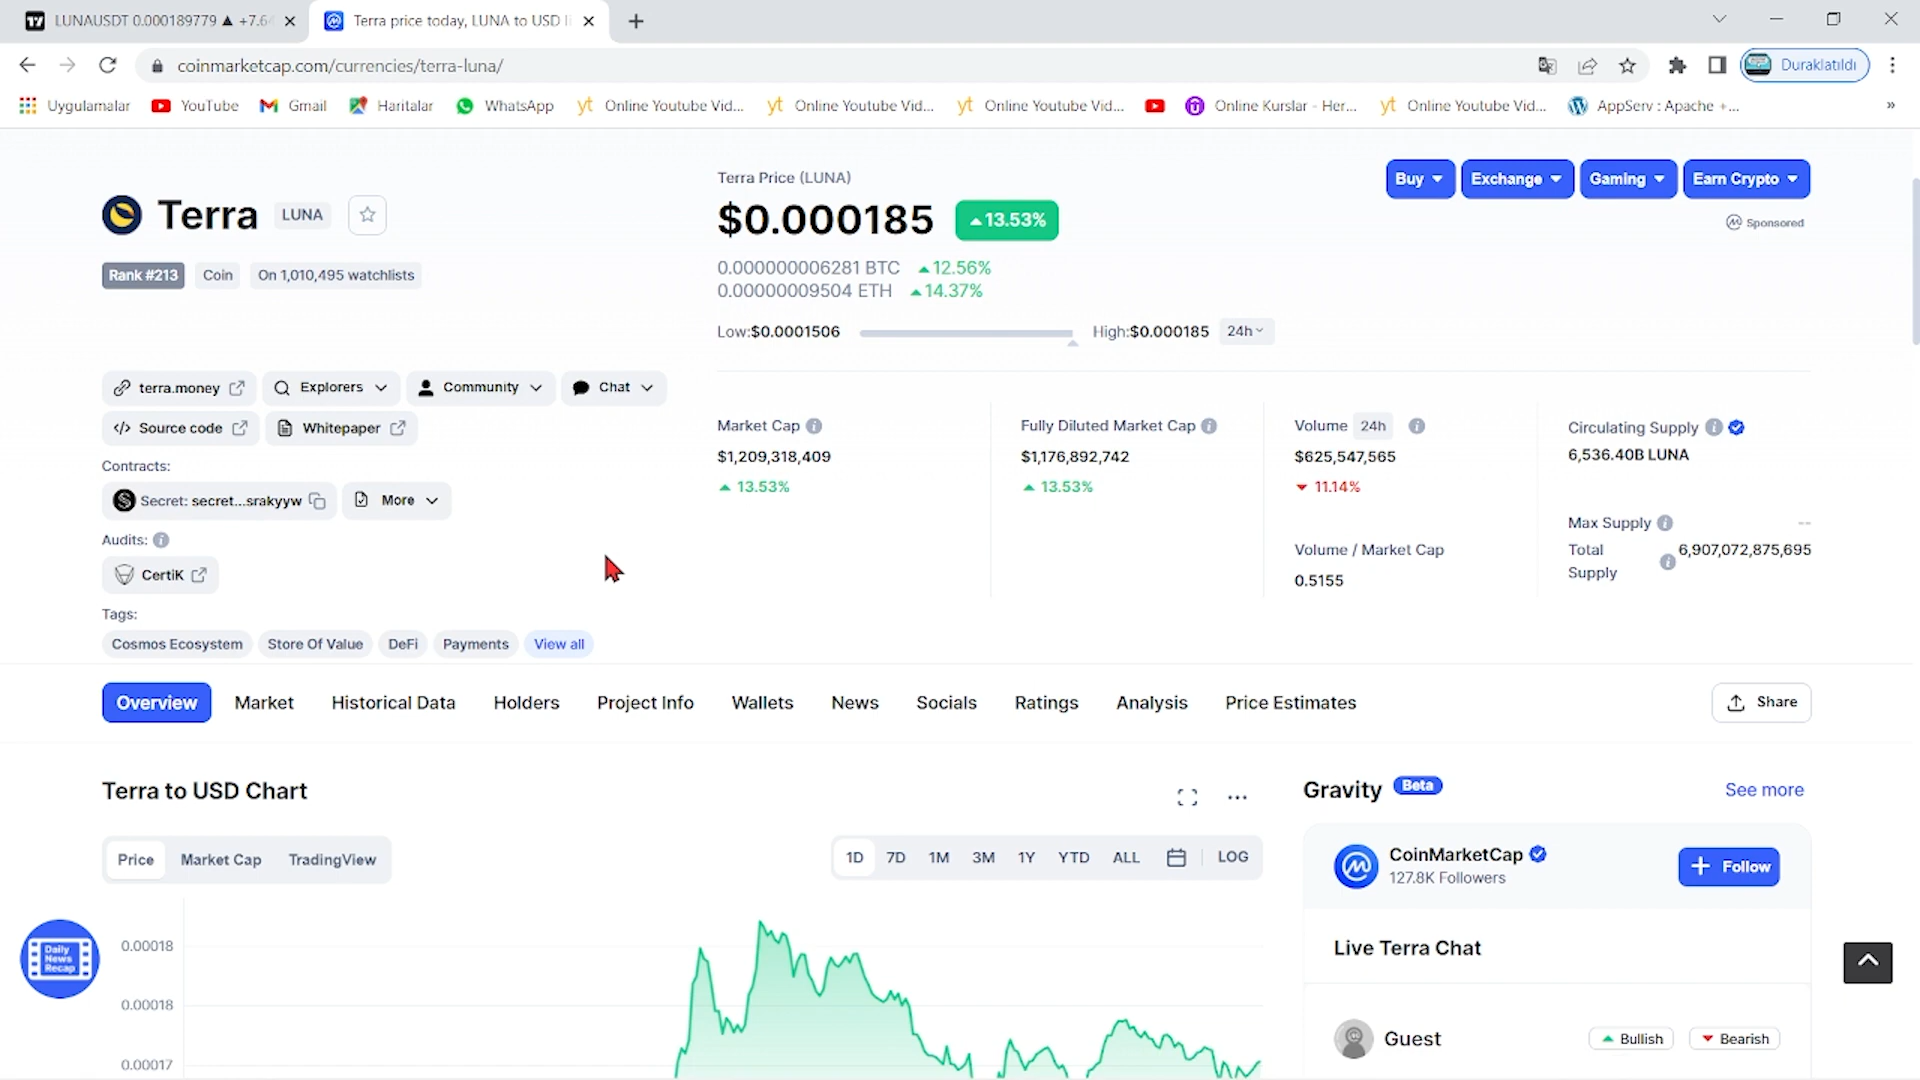 LUNAUSDT 0.000189779 ▲ +7.64
Terra price today, LUNA to USD li
coinmarketcap.com/currencies/terra-luna/
Duraklatıldı
Uygulamalar
YouTube
Gmail
Haritalar
WhatsApp
Online Youtube Vid...
Online Youtube Vid...
Online Youtube Vid...
Online Kurslar - Her...
Online Youtube Vid...
AppServ : Apache +...
»
Terra LUNA
Rank #213 Coin On 1,010,495 watchlists
Terra Price (LUNA)
$0.000185 ▲13.53%
0.000000006281 BTC ▲12.56%
0.00000009504 ETH ▲14.37%
Low:$0.0001506 High:$0.000185 24h
Buy Exchange Gaming Earn Crypto
Sponsored
terra.money Explorers Community Chat
</> Source code Whitepaper
Contracts:
Secret: secret...srakyyw More
Audits:
CertiK
Tags:
Cosmos Ecosystem Store Of Value DeFi Payments View all
Market Cap
$1,209,318,409
▲ 13.53%
Fully Diluted Market Cap
$1,176,892,742
▲ 13.53%
Volume 24h
$625,547,565
▼ 11.14%
Volume / Market Cap
0.5155
Circulating Supply
6,536.40B LUNA
Max Supply --
Total Supply 6,907,072,875,695
Overview Market Historical Data Holders Project Info Wallets News Socials Ratings Analysis Price Estimates Share
Terra to USD Chart
Price Market Cap TradingView
1D 7D 1M 3M 1Y YTD ALL LOG
0.00018
0.00018
0.00017
Daily
News
Recap
Gravity Beta See more
CoinMarketCap
127.8K Followers
+ Follow
Live Terra Chat
Guest ▲ Bullish ▼ Bearish